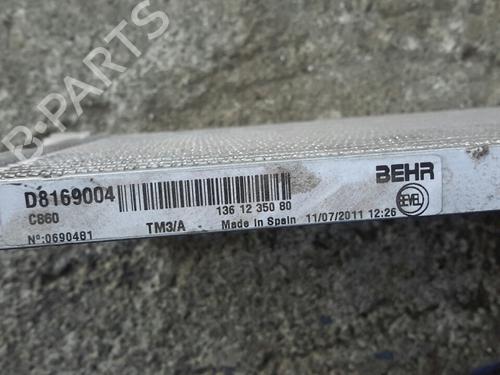 B-PARTS
D8169004
C860
Nº:0690481
TM3/A
136 12 350 80
Made in Spain
11/07/2011 12:26
BEHR
BEVEL